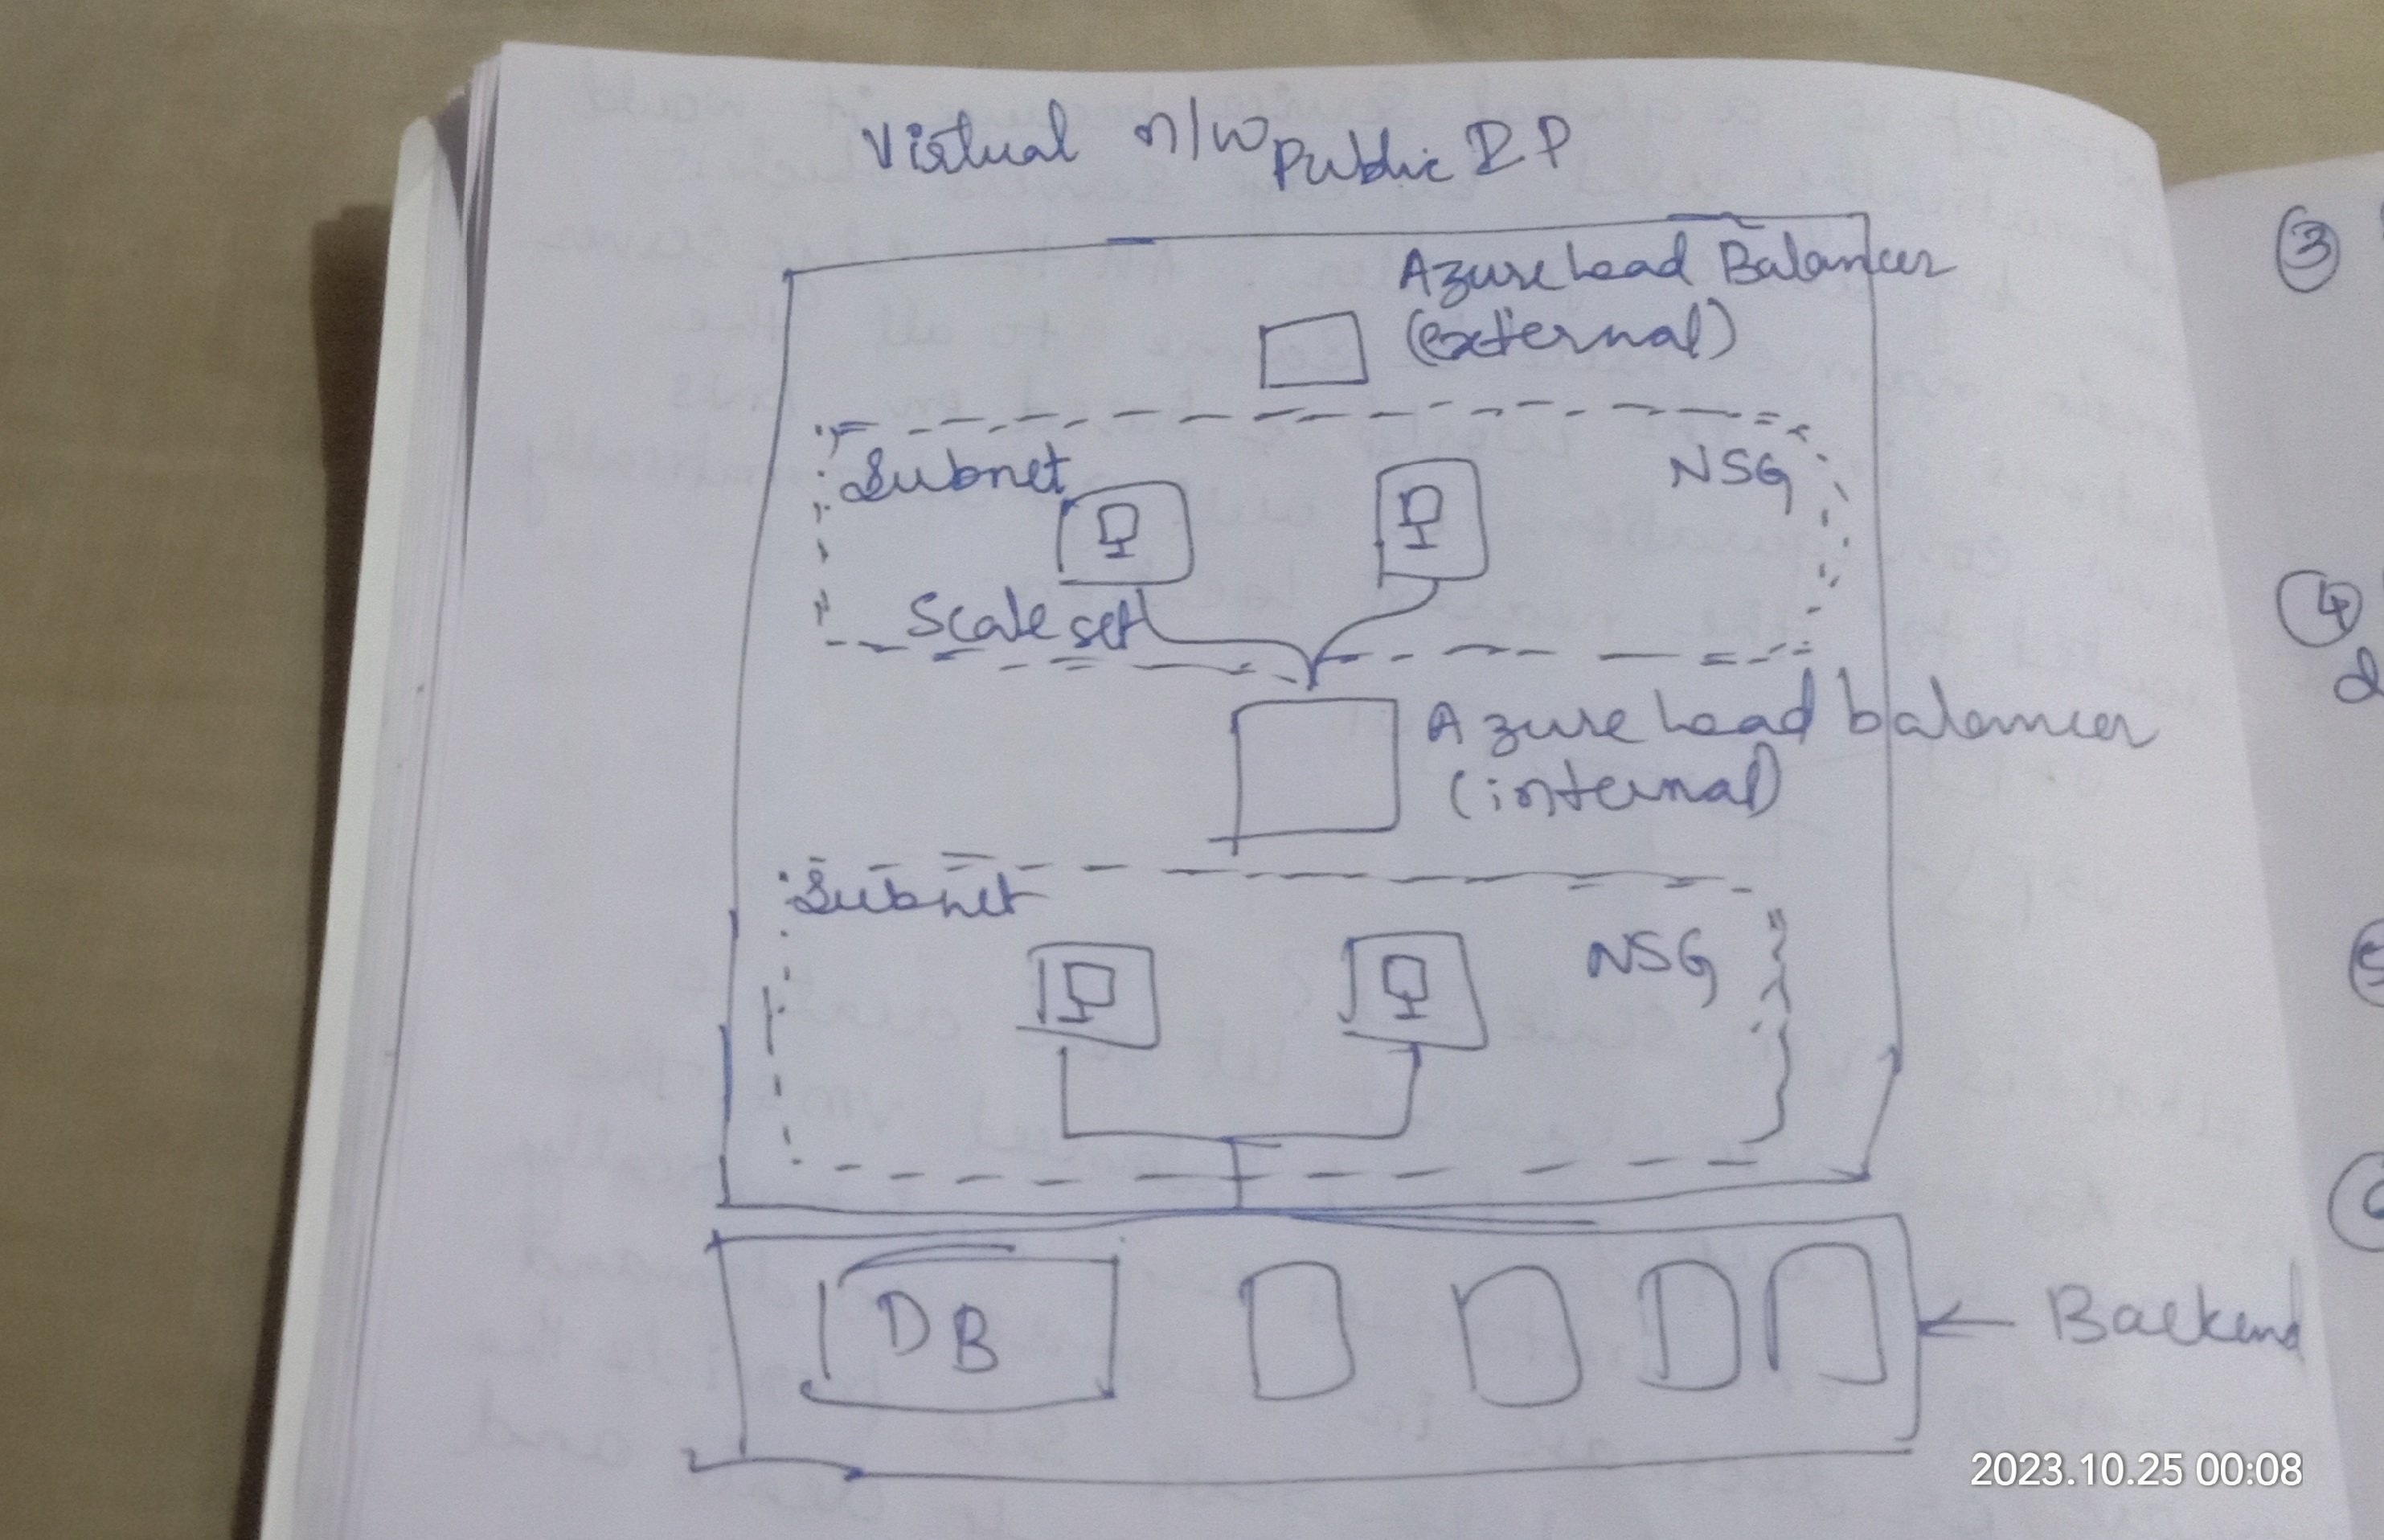 Virtual n/w Public IP
Azure Load Balancer
(external)
Subnet
NSG
Scale set
Azure Load balancer
(internal)
Subnet
NSG
DB
Backend
3
4
2023.10.25 00:08